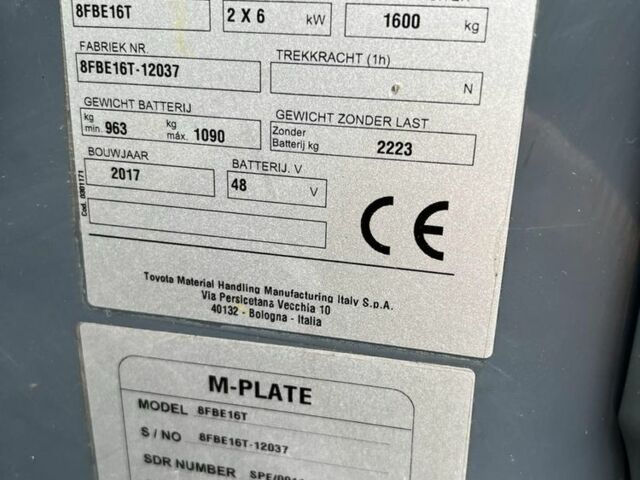 8FBE16T
2 X 6 kW
1600 kg
FABRIEK NR.
8FBE16T-12037
TREKKRACHT (1h)
N
GEWICHT BATTERIJ
kg min. 963 kg máx. 1090
GEWICHT ZONDER LAST
Zonder
Batterij kg 2223
BOUWJAAR
2017
BATTERIJ. V
48 V
Cod. 0301171
CE
Toyota Material Handling Manufacturing Italy S.p.A.
Via Persicetana Vecchia 10
40132 - Bologna - Italia
M-PLATE
MODEL 8FBE16T
S / NO 8FBE16T-12037
SDR NUMBER